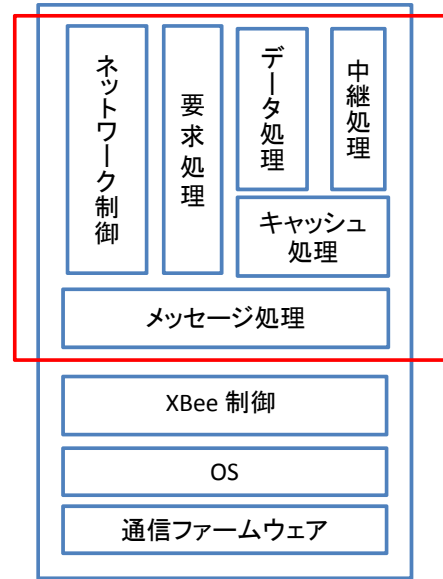 ネットワーク制御
要求処理
データ処理
中継処理
キャッシュ
処理
メッセージ処理
XBee 制御
OS
通信ファームウェア